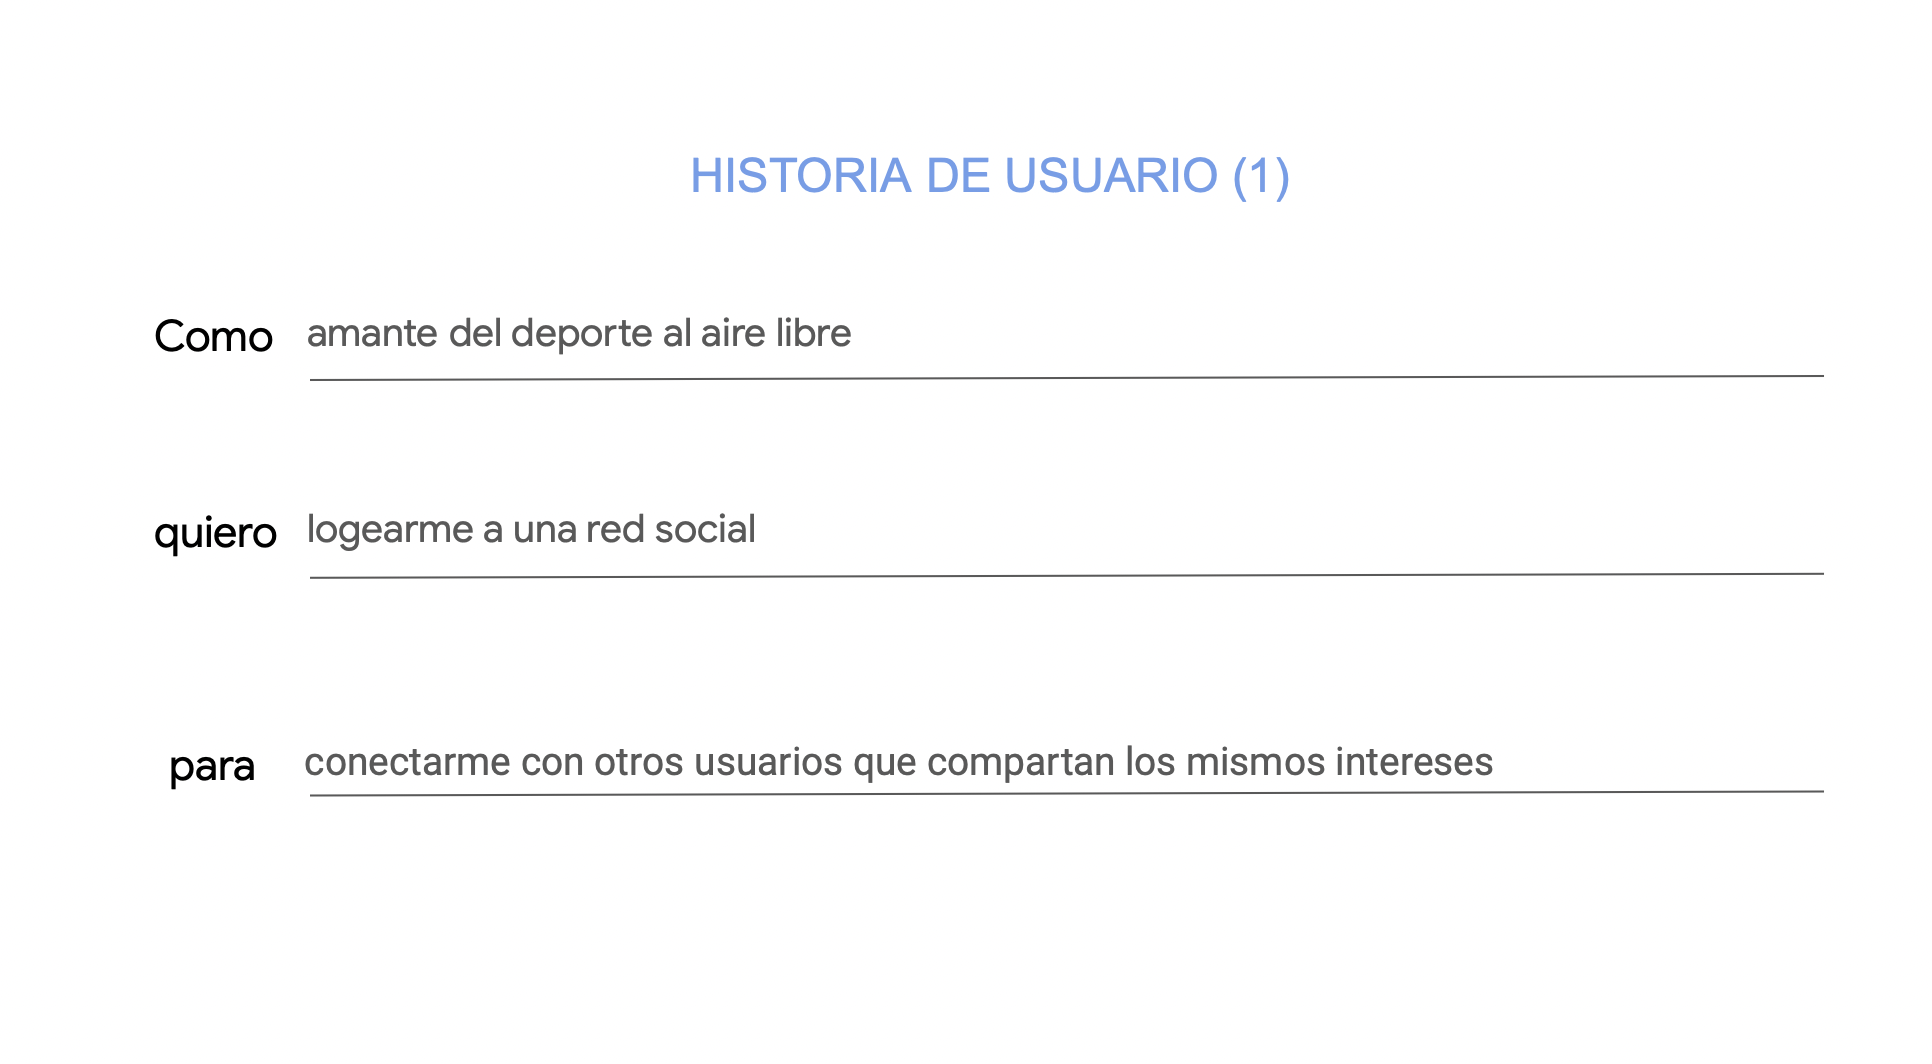 HISTORIA DE USUARIO (1)
Como amante del deporte al aire libre
quiero logearme a una red social
para conectarme con otros usuarios que compartan los mismos intereses